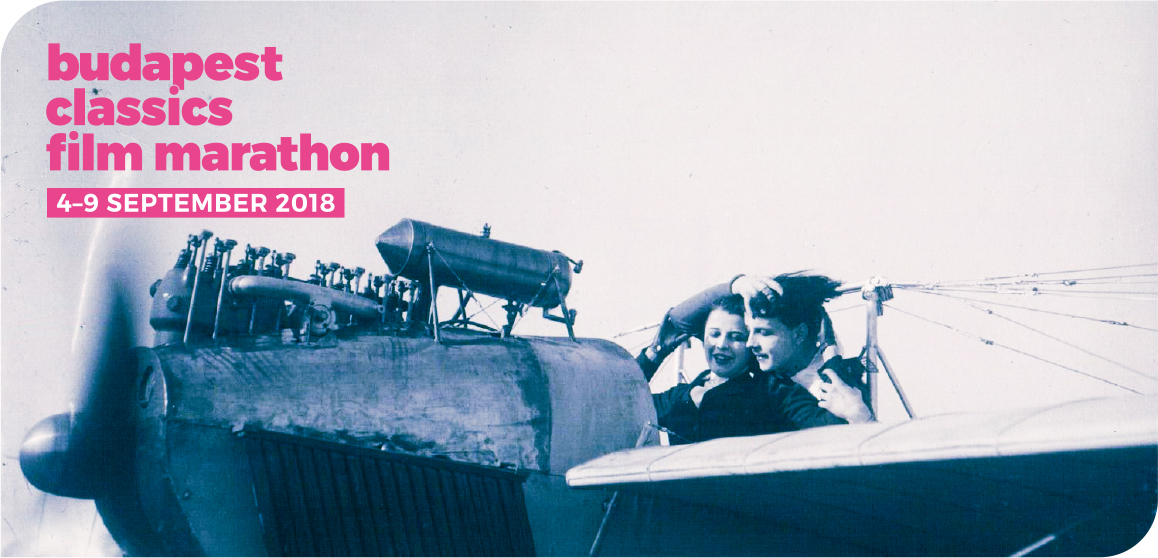 budapest
classics
film marathon
4–9 SEPTEMBER 2018